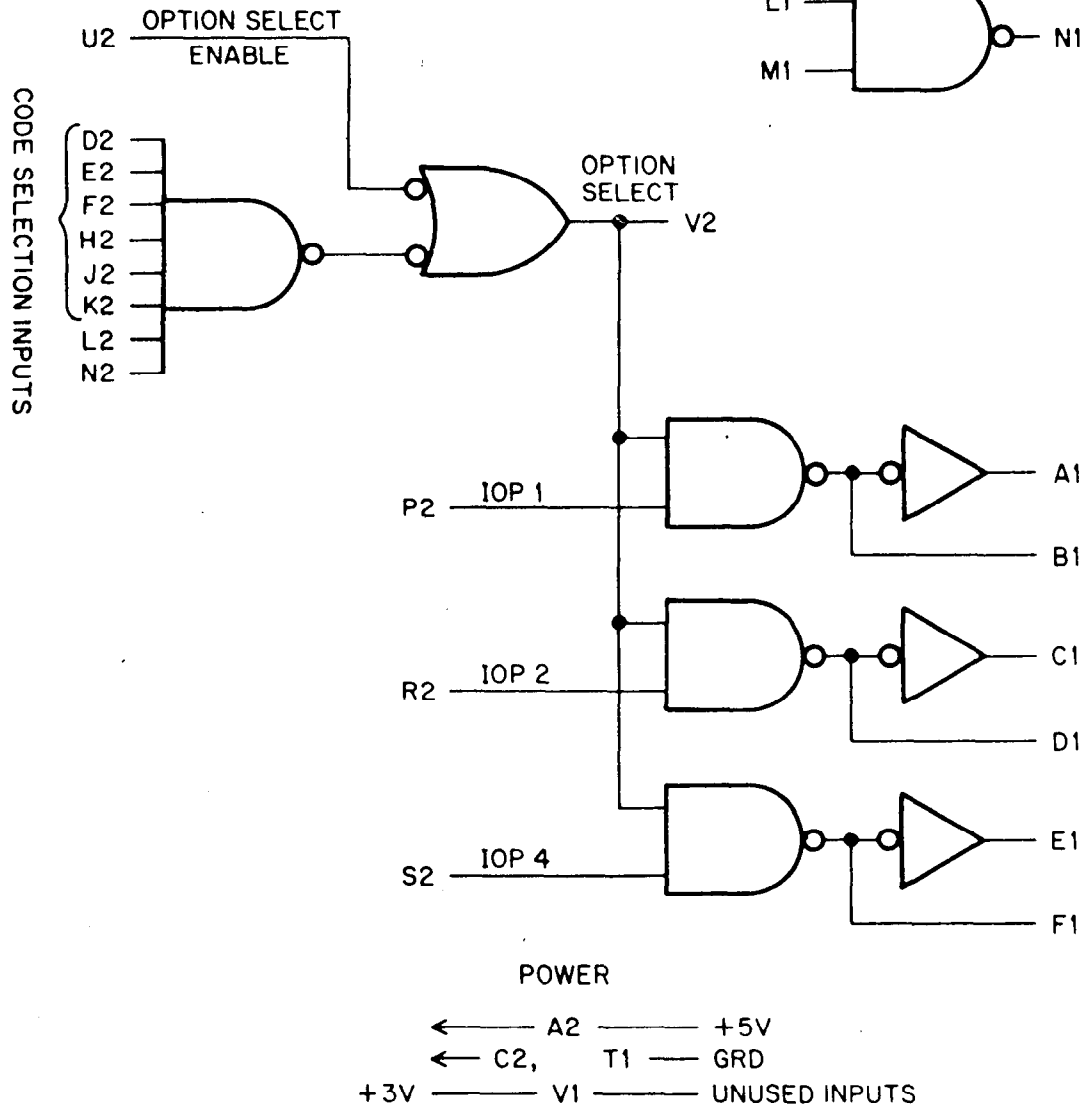 L1
N1
M1
U2
OPTION SELECT
ENABLE
CODE SELECTION INPUTS
D2
E2
F2
H2
J2
K2
L2
N2
OPTION
SELECT
V2
P2
IOP 1
A1
B1
R2
IOP 2
C1
D1
S2
IOP 4
E1
F1
POWER
A2 +5V
C2, T1 GRD
+3V V1 UNUSED INPUTS